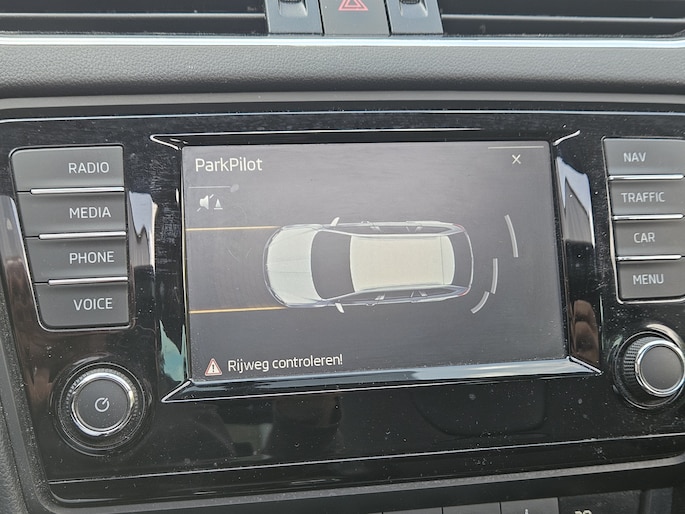 ParkPilot
×
RADIO
MEDIA
PHONE
VOICE
NAV
TRAFFIC
CAR
MENU
Rijweg controleren!